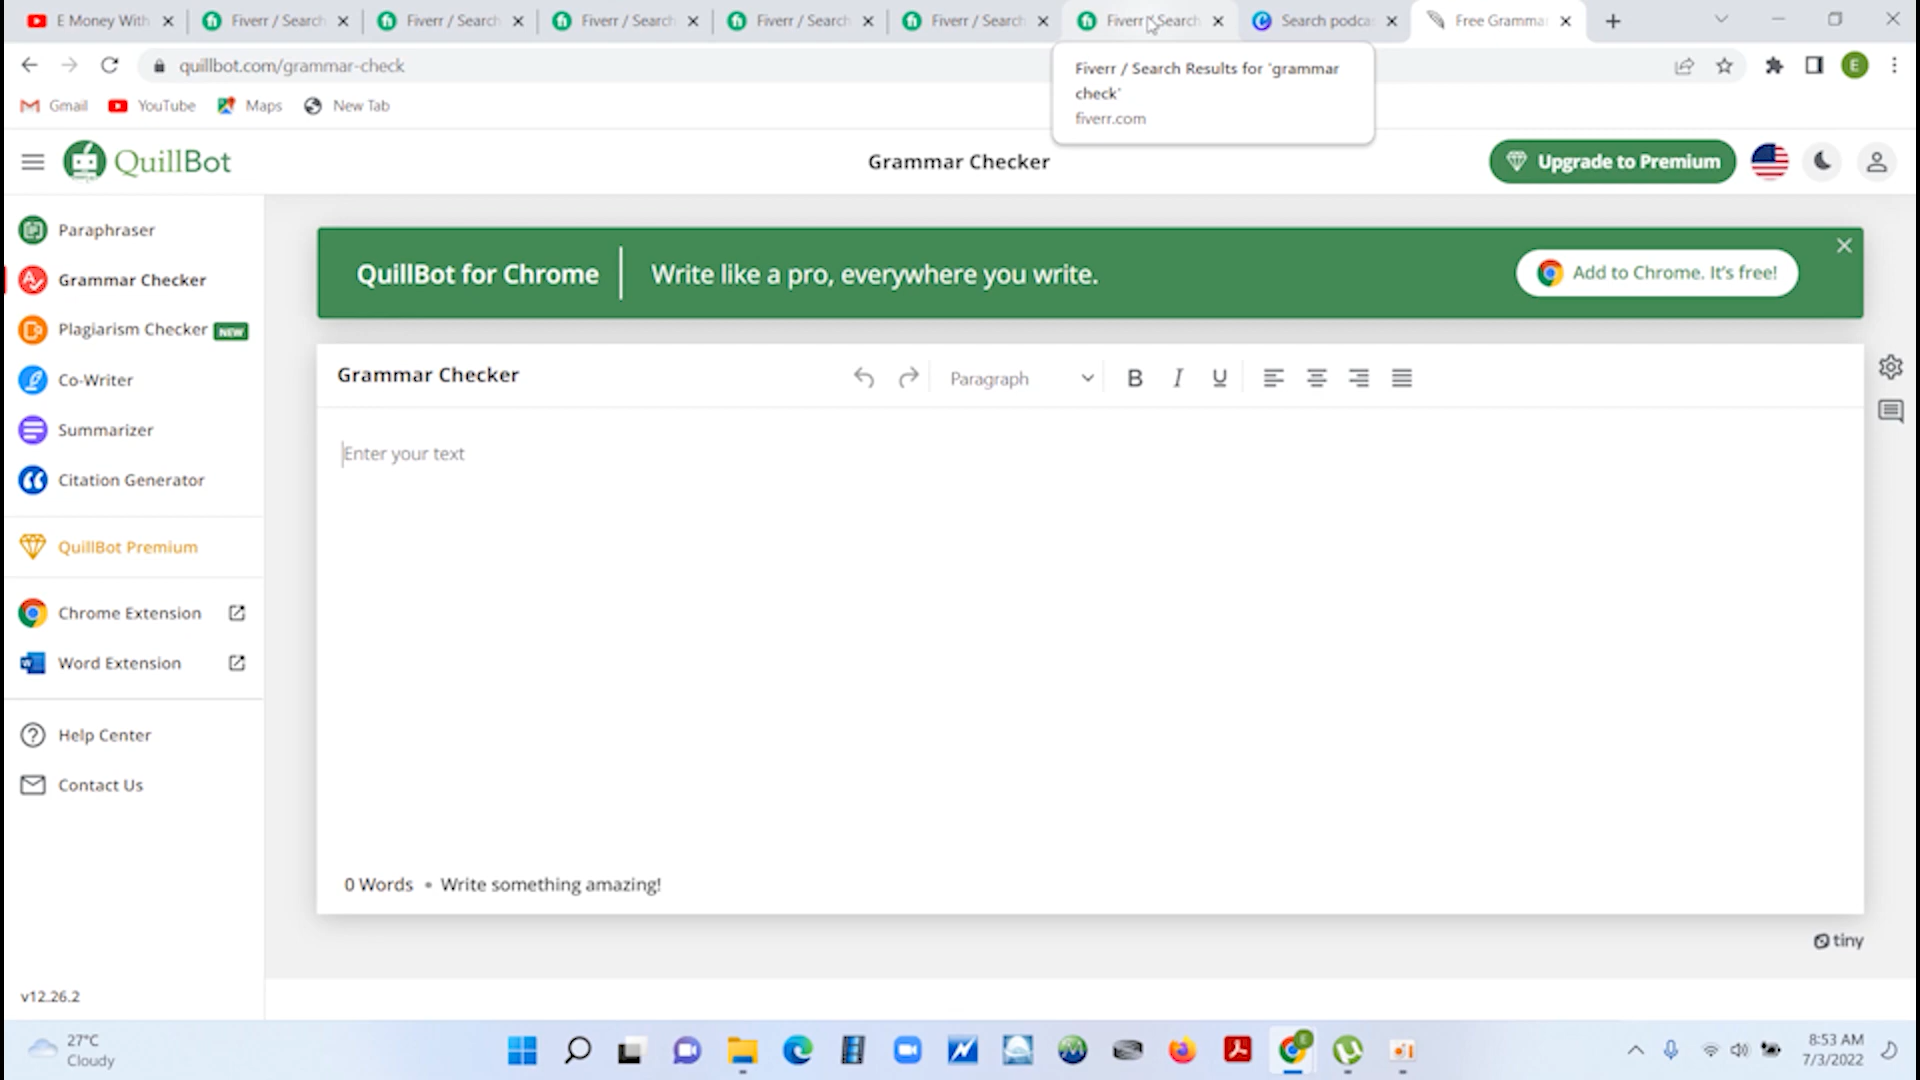 E Money With
Fiverr / Search
Fiverr / Search
Fiverr / Search
Fiverr / Search
Fiverr / Search
Fiverr / Search
Search podca
Free Gramma
quillbot.com/grammar-check
E
Fiverr / Search Results for 'grammar
check'
fiverr.com
Gmail
YouTube
Maps
New Tab
QuillBot
Grammar Checker
Upgrade to Premium
Paraphraser
Grammar Checker
Plagiarism Checker NEW
Co-Writer
Summarizer
Citation Generator
QuillBot Premium
Chrome Extension
Word Extension
Help Center
Contact Us
v12.26.2
QuillBot for Chrome
Write like a pro, everywhere you write.
Add to Chrome. It's free!
Grammar Checker
Paragraph
B I U
Enter your text
0 Words • Write something amazing!
tiny
27°C
Cloudy
8:53 AM
7/3/2022